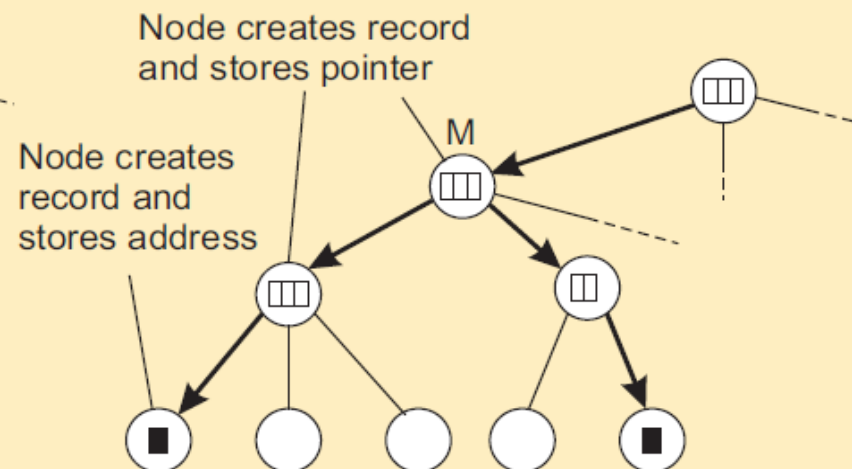 Node creates record
and stores pointer
M
Node creates
record and
stores address